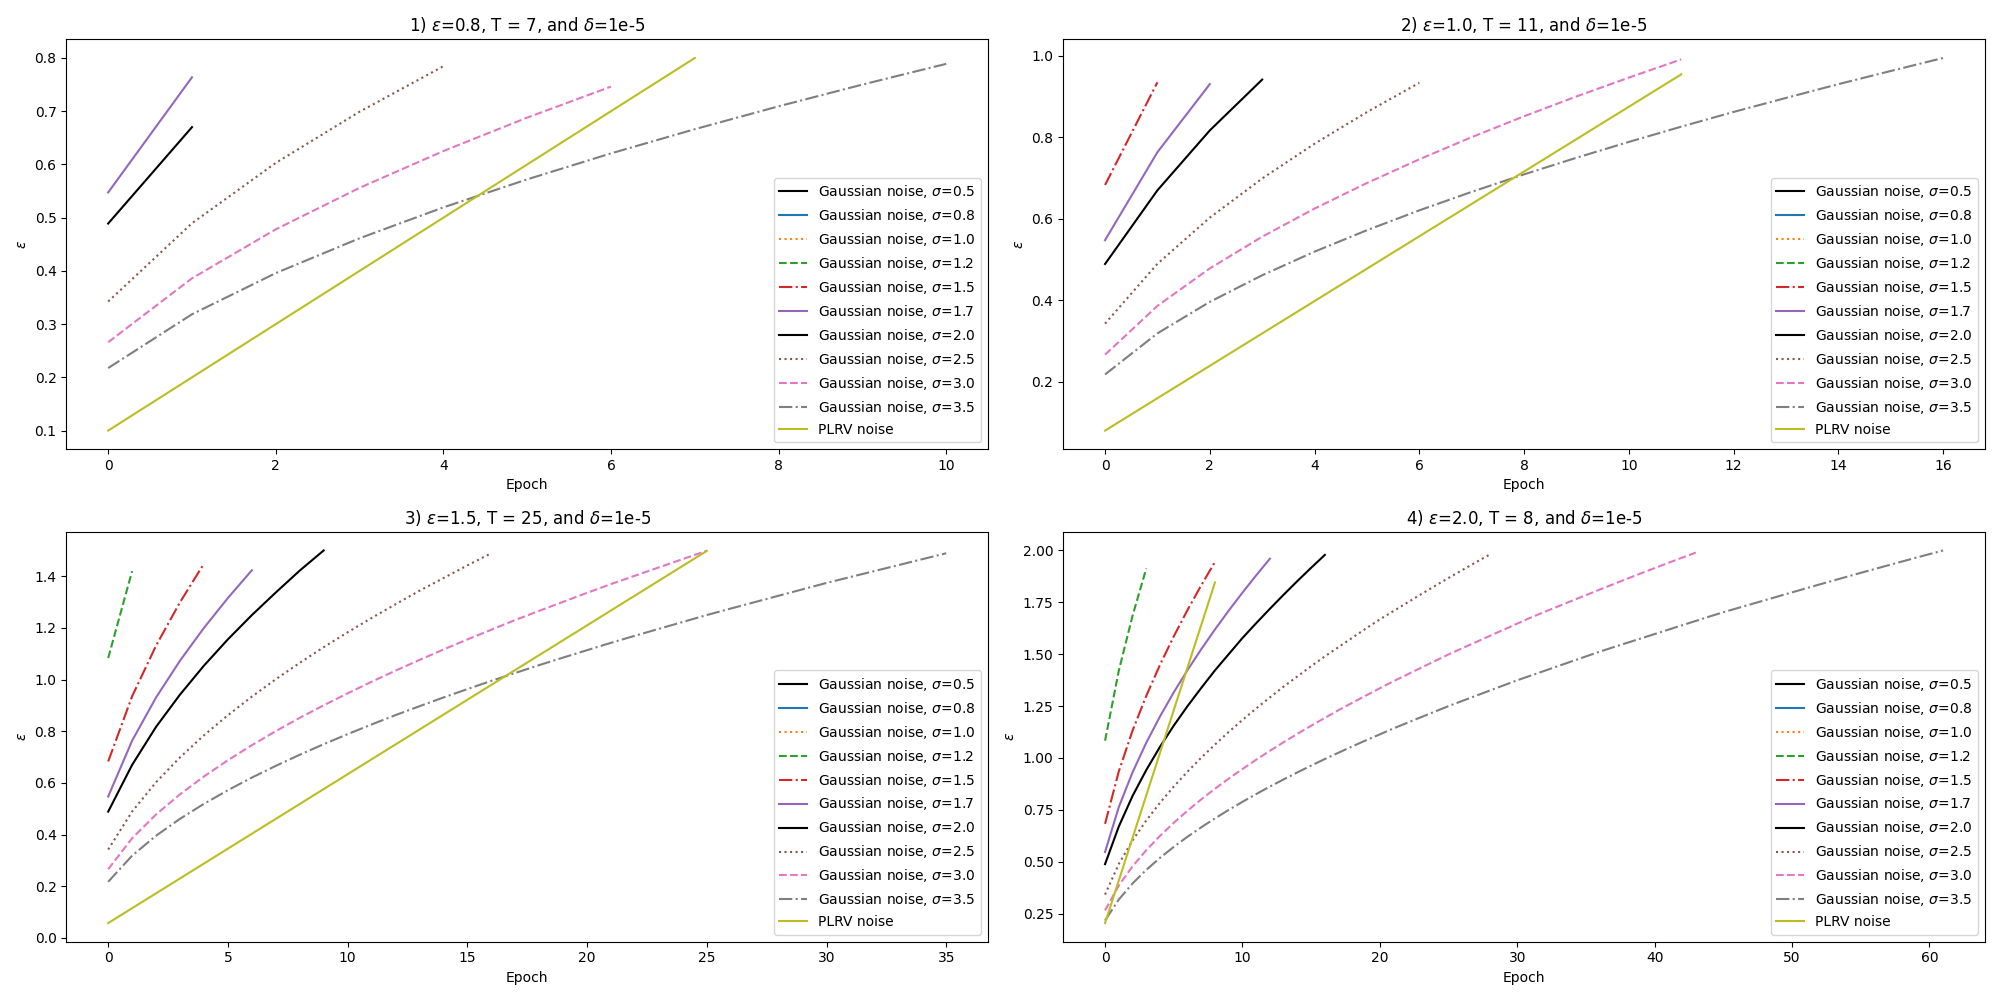 1) ε=0.8, T = 7, and δ=1e-5
0.8
0.7
0.6
0.5
0.4
0.3
0.2
0.1
ε
0 2 4 6 8 10
Epoch
Gaussian noise, σ=0.5
Gaussian noise, σ=0.8
Gaussian noise, σ=1.0
Gaussian noise, σ=1.2
Gaussian noise, σ=1.5
Gaussian noise, σ=1.7
Gaussian noise, σ=2.0
Gaussian noise, σ=2.5
Gaussian noise, σ=3.0
Gaussian noise, σ=3.5
PLRV noise
2) ε=1.0, T = 11, and δ=1e-5
1.0
0.8
0.6
0.4
0.2
ε
0 2 4 6 8 10 12 14 16
Epoch
Gaussian noise, σ=0.5
Gaussian noise, σ=0.8
Gaussian noise, σ=1.0
Gaussian noise, σ=1.2
Gaussian noise, σ=1.5
Gaussian noise, σ=1.7
Gaussian noise, σ=2.0
Gaussian noise, σ=2.5
Gaussian noise, σ=3.0
Gaussian noise, σ=3.5
PLRV noise
3) ε=1.5, T = 25, and δ=1e-5
1.4
1.2
1.0
0.8
0.6
0.4
0.2
0.0
ε
0 5 10 15 20 25 30 35
Epoch
Gaussian noise, σ=0.5
Gaussian noise, σ=0.8
Gaussian noise, σ=1.0
Gaussian noise, σ=1.2
Gaussian noise, σ=1.5
Gaussian noise, σ=1.7
Gaussian noise, σ=2.0
Gaussian noise, σ=2.5
Gaussian noise, σ=3.0
Gaussian noise, σ=3.5
PLRV noise
4) ε=2.0, T = 8, and δ=1e-5
2.00
1.75
1.50
1.25
1.00
0.75
0.50
0.25
ε
0 10 20 30 40 50 60
Epoch
Gaussian noise, σ=0.5
Gaussian noise, σ=0.8
Gaussian noise, σ=1.0
Gaussian noise, σ=1.2
Gaussian noise, σ=1.5
Gaussian noise, σ=1.7
Gaussian noise, σ=2.0
Gaussian noise, σ=2.5
Gaussian noise, σ=3.0
Gaussian noise, σ=3.5
PLRV noise